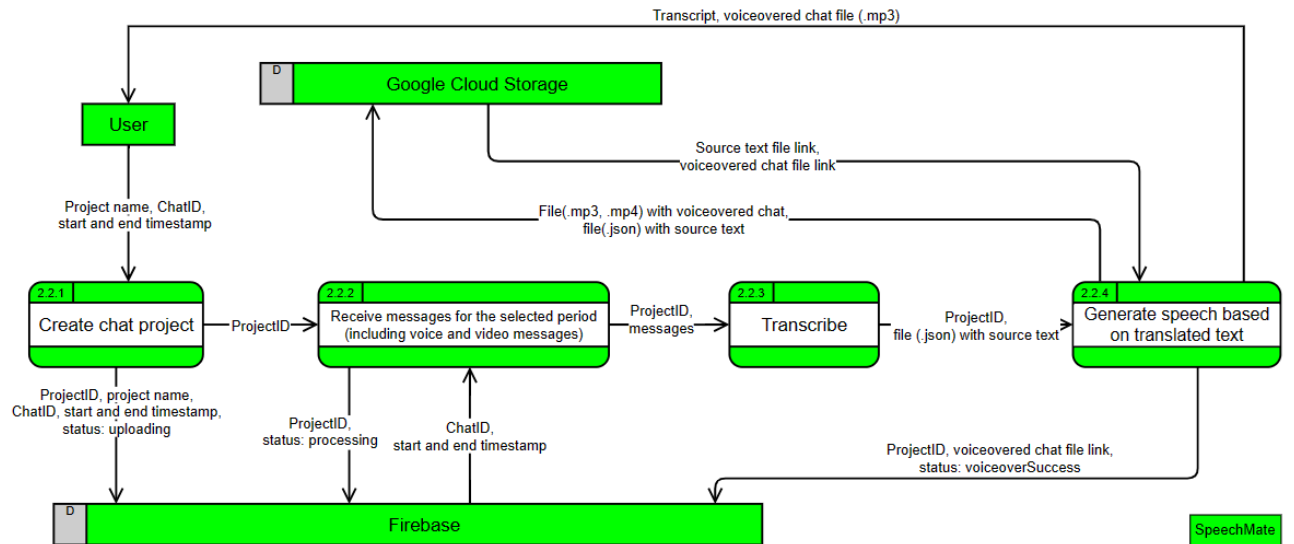 Transcript, voiceovered chat file (.mp3)
D
Google Cloud Storage
User
Source text file link,
voiceovered chat file link
Project name, ChatID,
start and end timestamp
File(.mp3, .mp4) with voiceovered chat,
file(.json) with source text
2.2.1
Create chat project
ProjectID
2.2.2
Receive messages for the selected period
(including voice and video messages)
ProjectID,
messages
2.2.3
Transcribe
ProjectID,
file (.json) with source text
2.2.4
Generate speech based
on translated text
ProjectID, project name,
ChatID, start and end timestamp,
status: uploading
ProjectID,
status: processing
ChatID,
start and end timestamp
ProjectID, voiceovered chat file link,
status: voiceoverSuccess
D
Firebase
SpeechMate